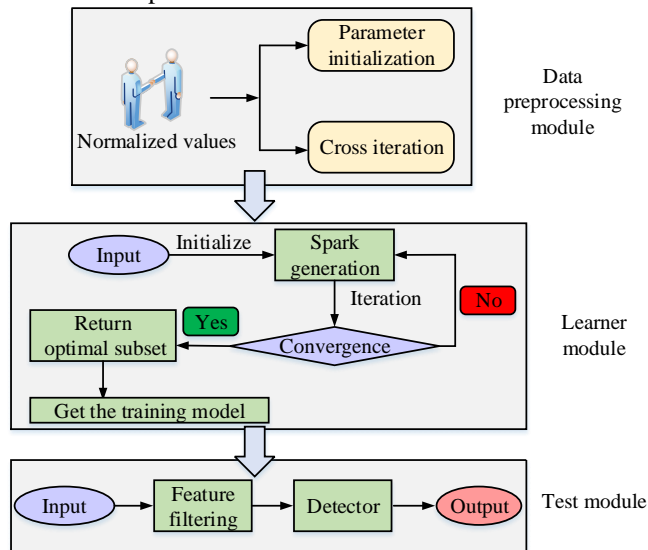 Parameter
initialization
Data
preprocessing
module
Normalized values
Cross iteration
Input
Initialize
Spark
generation
Iteration
No
Yes
Return
optimal subset
Convergence
Learner
module
Get the training model
Input
Feature
filtering
Detector
Output
Test module